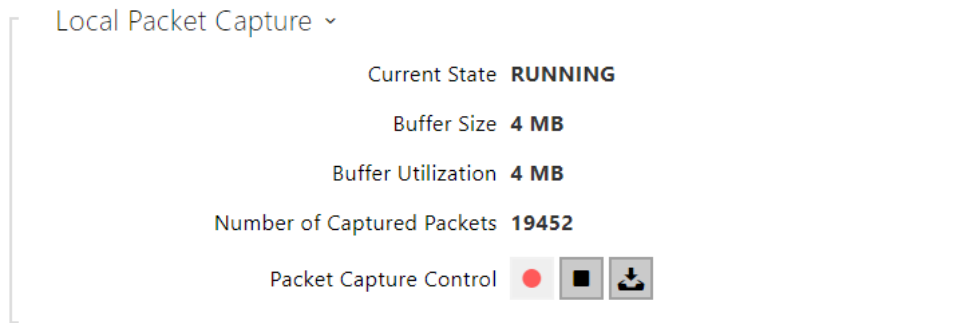 Local Packet Capture
Current State RUNNING
Buffer Size 4 MB
Buffer Utilization 4 MB
Number of Captured Packets 19452
Packet Capture Control